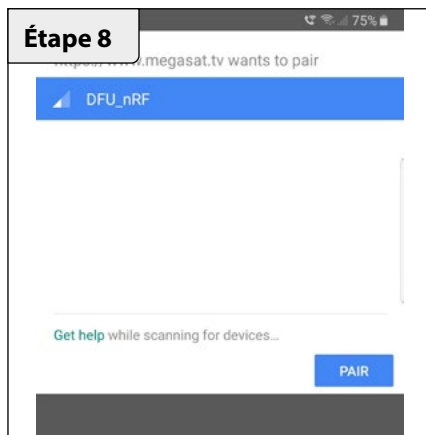 75%
Étape 8
.megasat.tv wants to pair
DFU_nRF
Get help while scanning for devices...
PAIR